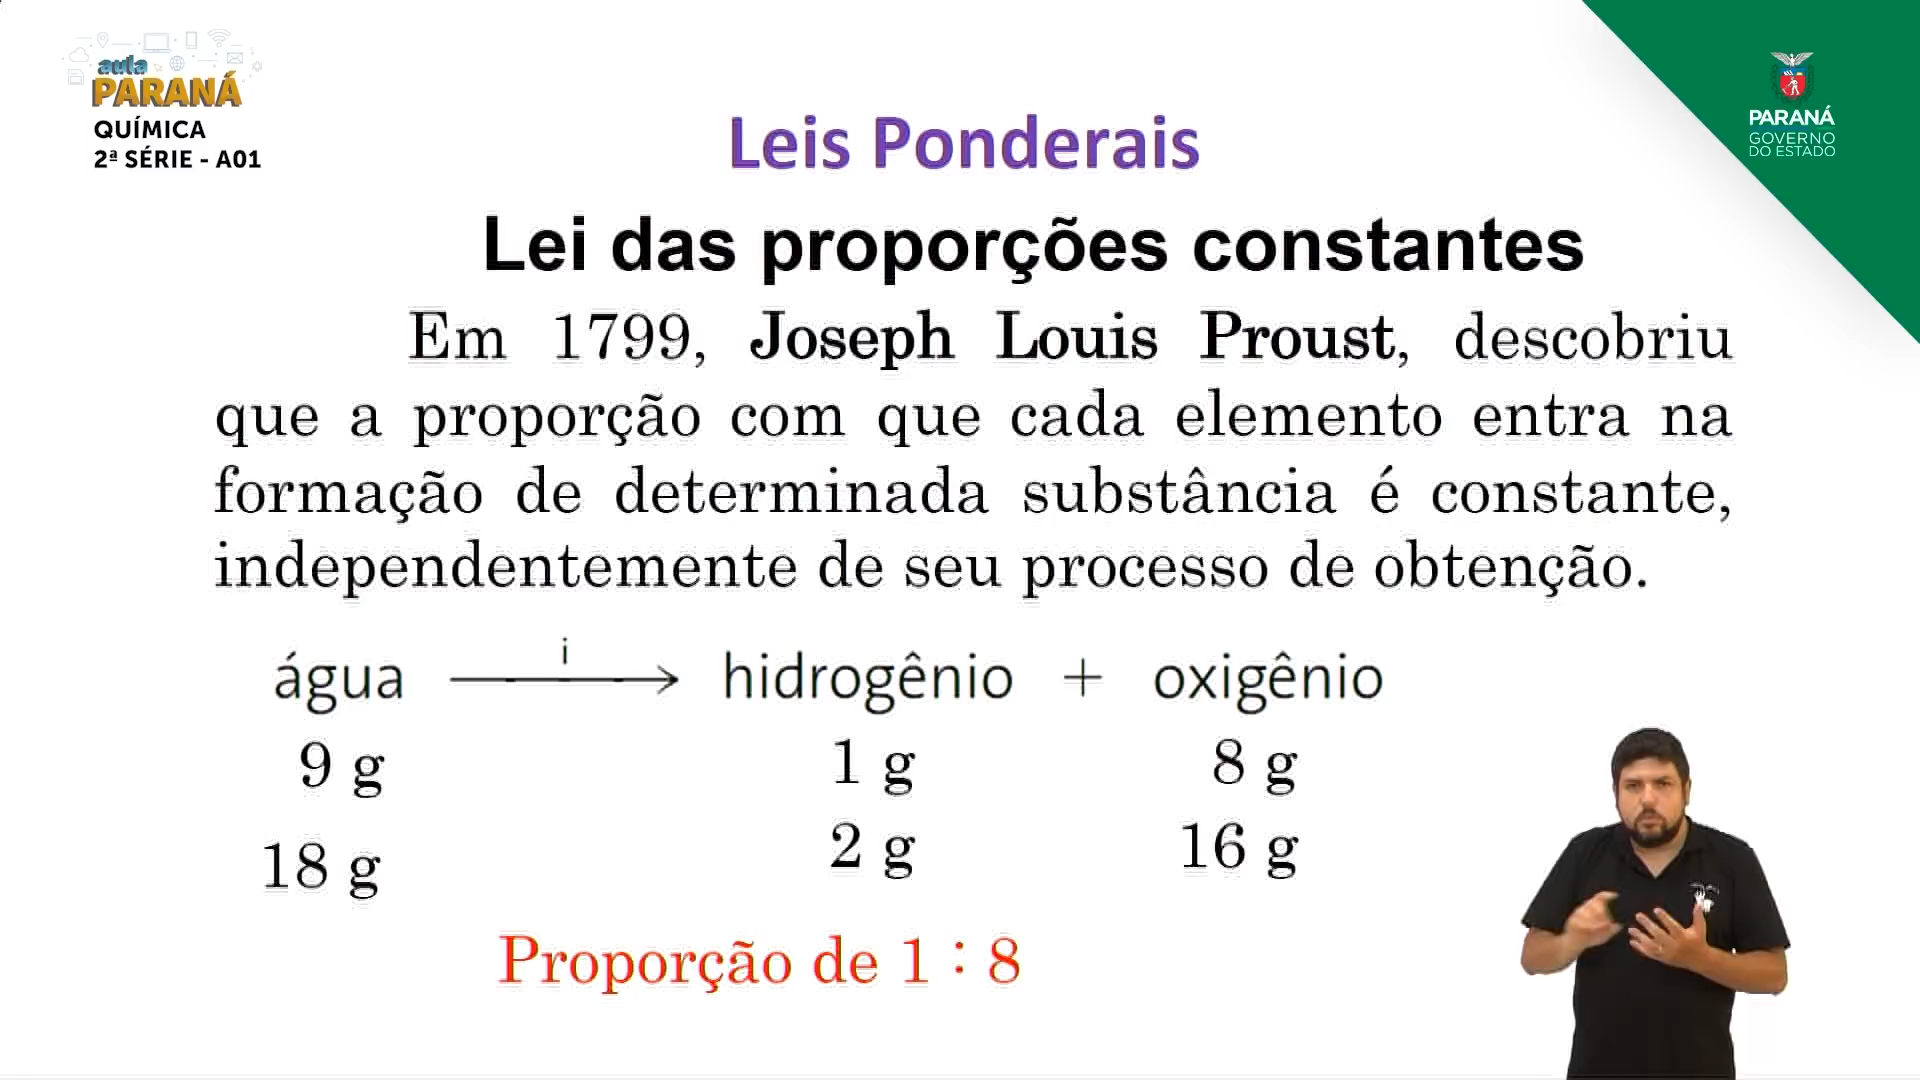 aula
PARANÁ
QUÍMICA
2ª SÉRIE - A01
PARANÁ
GOVERNO
DO ESTADO
Leis Ponderais
Lei das proporções constantes
Em 1799, Joseph Louis Proust, descobriu
que a proporção com que cada elemento entra na
formação de determinada substância é constante,
independentemente de seu processo de obtenção.
água —i→ hidrogênio + oxigênio
9 g 1 g 8 g
18 g 2 g 16 g
Proporção de 1 : 8